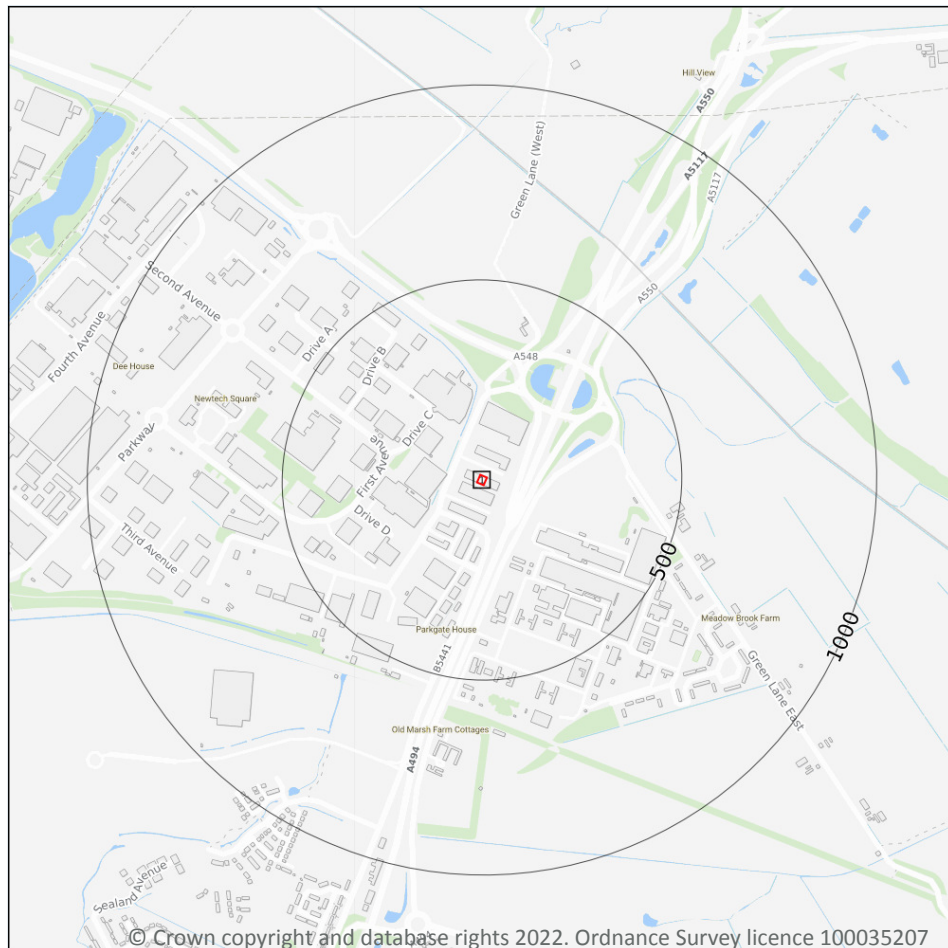 Hill View
A550
A5117
A5117
Green Lane (West)
A550
Second Avenue
Drive A
Drive B
A548
Fourth Avenue
Dee House
Newtech Square
Drive C
Parkway
First Avenue
Drive D
Third Avenue
500
Meadow Brook Farm
Parkgate House
1000
B5441
Green Lane East
Old Marsh Farm Cottages
A494
Sealand Avenue
© Crown copyright and database rights 2022. Ordnance Survey licence 100035207